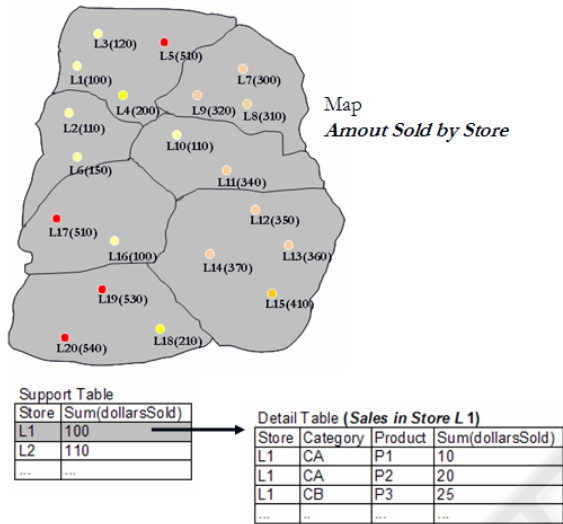 L3(120)
L5(510)
L1(100)
L7(300)
L4(200)
L9(320)
L8(310)
L2(110)
L10(110)
L6(150)
L11(340)
L12(350)
L17(510)
L16(100)
L13(360)
L14(370)
L19(530)
L15(410)
L18(210)
L20(540)
Map
Amout Sold by Store
Support Table
Store Sum(dollarsSold)
L1 100
L2 110
... ...
Detail Table (Sales in Store L1)
Store Category Product Sum(dollarsSold)
L1 CA P1 10
L1 CA P2 20
L1 CB P3 25
... .. ... ...